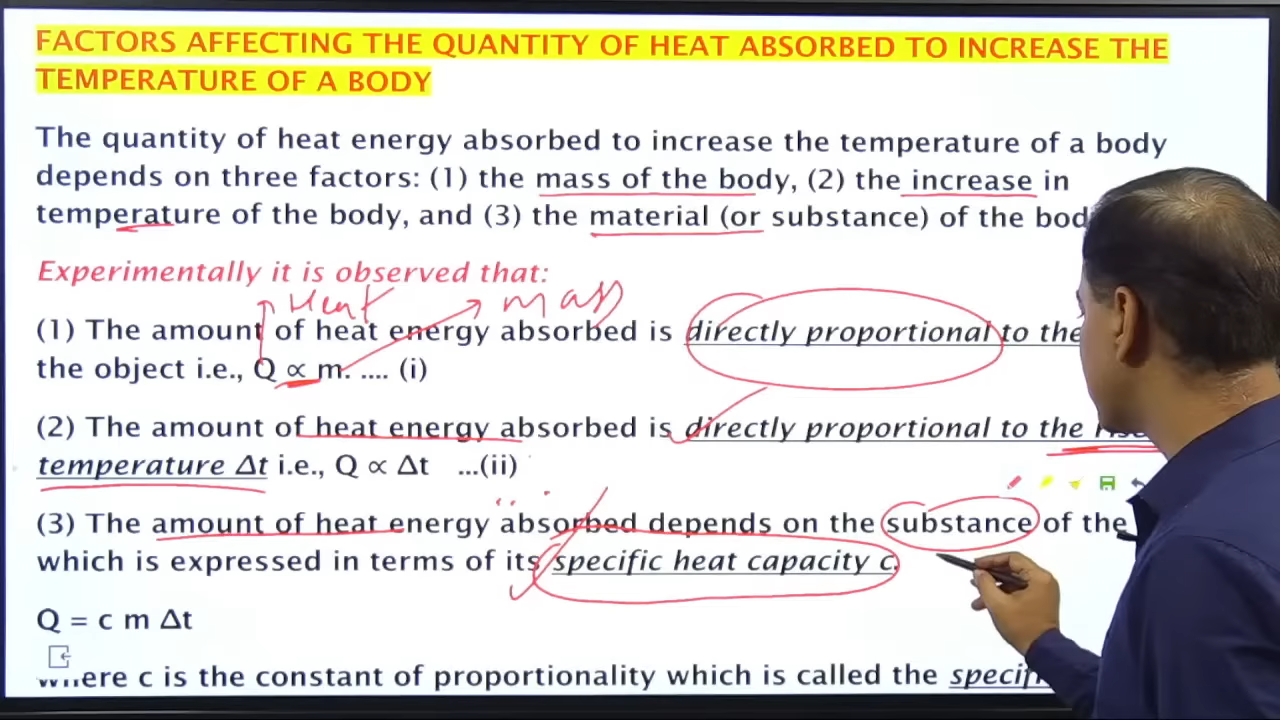 FACTORS AFFECTING THE QUANTITY OF HEAT ABSORBED TO INCREASE THE
TEMPERATURE OF A BODY
The quantity of heat energy absorbed to increase the temperature of a body
depends on three factors: (1) the mass of the body, (2) the increase in
temperature of the body, and (3) the material (or substance) of the
Experimentally it is observed that:
Heat mass
(1) The amount of heat energy absorbed is directly proportional to the
the object i.e., Q ∝ m. .... (i)
(2) The amount of heat energy absorbed is directly proportional to the
temperature Δt i.e., Q ∝ Δt ...(ii)
(3) The amount of heat energy absorbed depends on the substance of the
which is expressed in terms of its specific heat capacity c.
Q = c m Δt
where c is the constant of proportionality which is called the